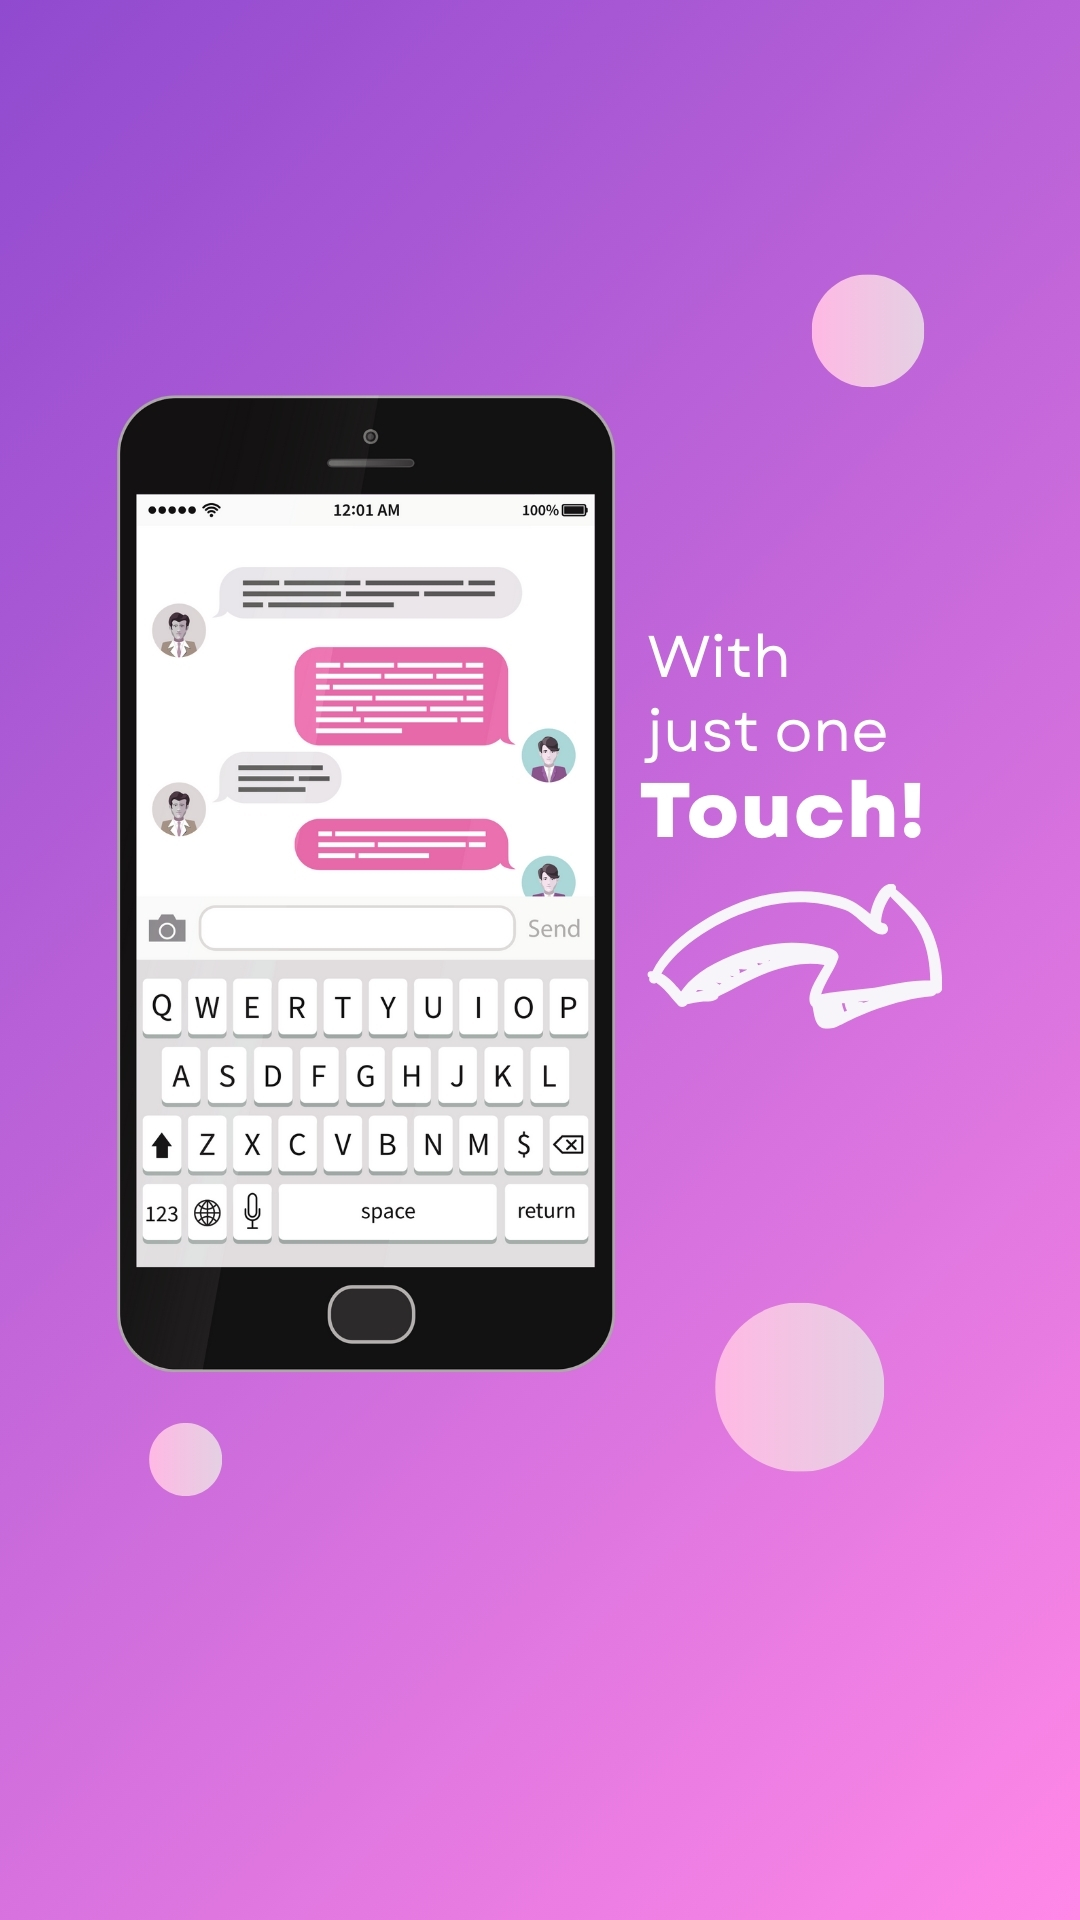 12:01 AM 100%
With
just one
Touch!
Send
Q W E R T Y U I O P
A S D F G H J K L
Z X C V B N M $
123 space return